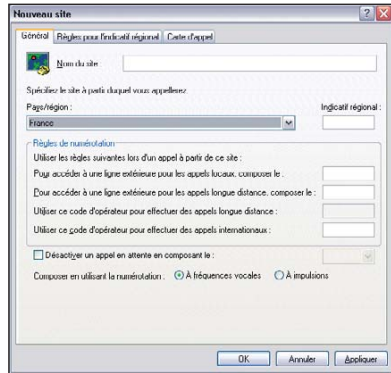 Nouveau site
Général Règles pour l'indicatif régional Carte d'appel
Nom du site
Spécifiez le site à partir duquel vous appellerez.
Pays/région : Indicatif régional :
France
Règles de numérotation
Utiliser les règles suivantes lors d'un appel à partir de ce site :
Pour accéder à une ligne extérieure pour les appels locaux, composer le :
Pour accéder à une ligne extérieure pour les appels longue distance, composer le :
Utiliser ce code d'opérateur pour effectuer des appels longue distance :
Utiliser ce code d'opérateur pour effectuer des appels internationaux :
Désactiver un appel en attente en composant le :
Composer en utilisant la numérotation : À fréquences vocales À impulsions
OK Annuler Appliquer